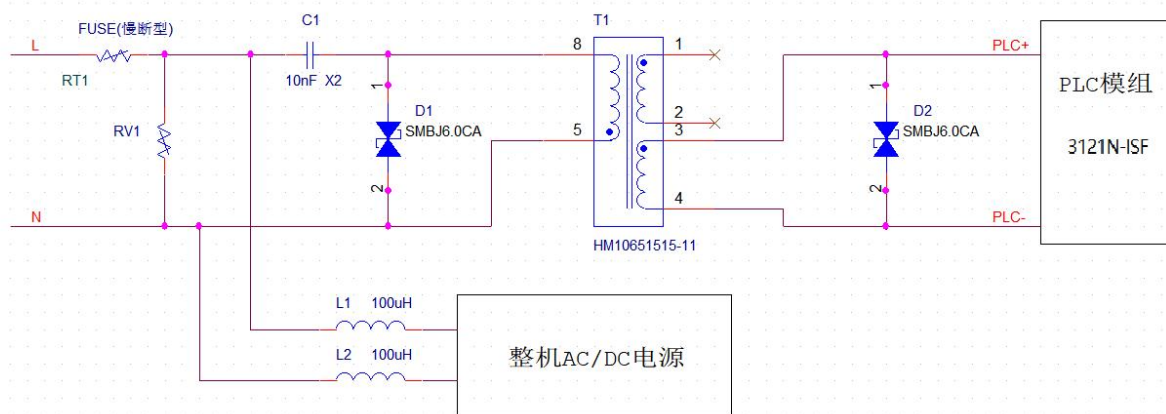 FUSE(慢断型)
C1
T1
L
8
1
PLC+
RT1
10nF X2
1
1
PLC模组
RV1
D1
SMBJ6.0CA
5
2
3
D2
SMBJ6.0CA
3121N-ISF
2
4
2
N
PLC-
HM10651515-11
L1 100uH
L2 100uH
整机AC/DC电源